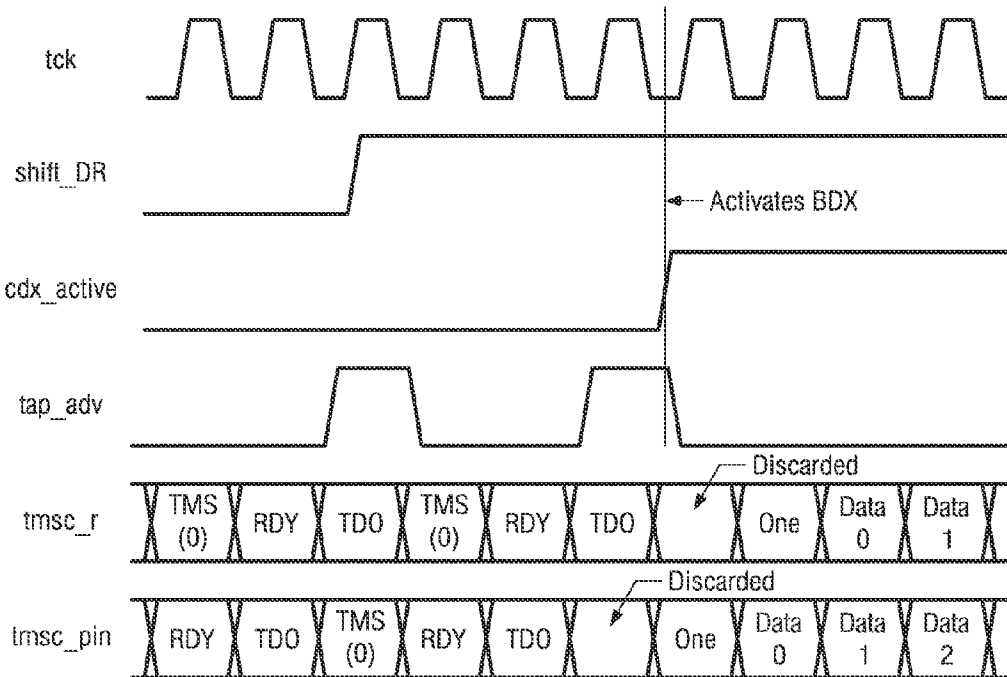 tck
shift_DR
Activates BDX
cdx_active
tap_adv
Discarded
tmsc_r
TMS (0) RDY TDO TMS (0) RDY TDO One Data 0 Data 1
Discarded
tmsc_pin
RDY TDO TMS (0) RDY TDO One Data 0 Data 1 Data 2